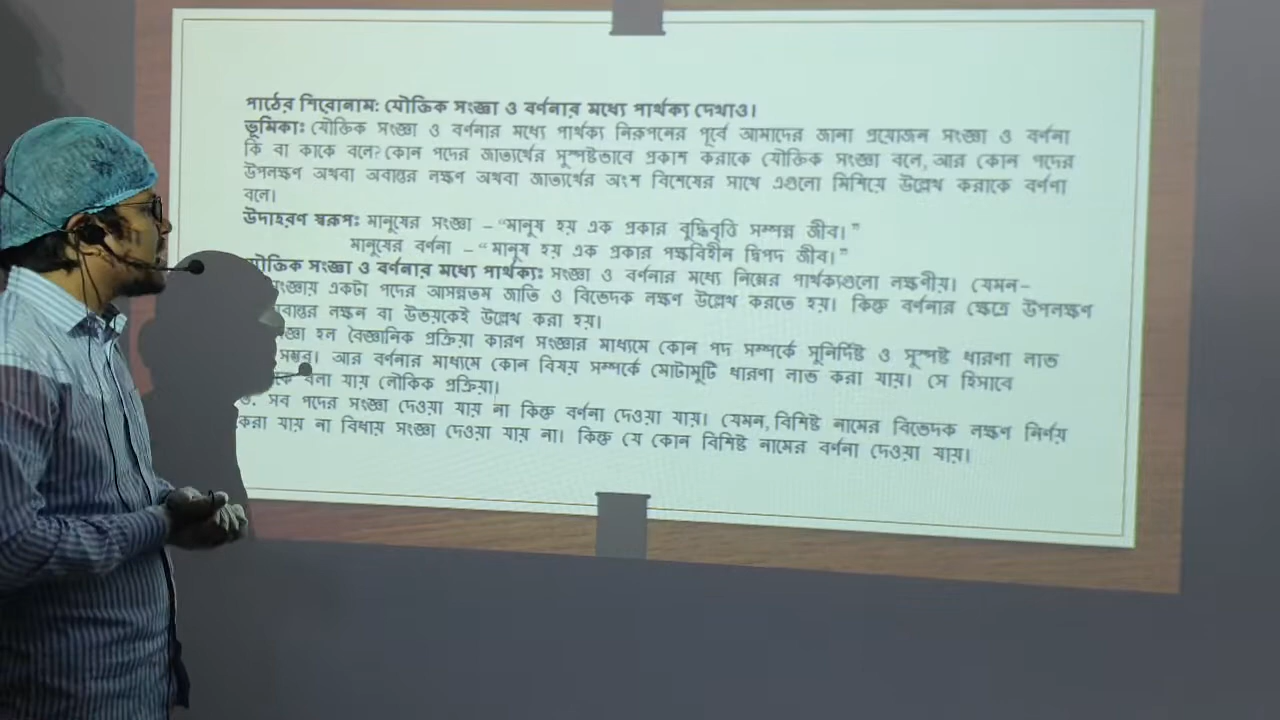 পাঠের শিরোনাম: যৌক্তিক সংজ্ঞা ও বর্ণনার মধ্যে পার্থক্য দেখাও।
ভূমিকা: যৌক্তিক সংজ্ঞা ও বর্ণনার মধ্যে পার্থক্য নিরূপনের পূর্বে আমাদের জানা প্রয়োজন সংজ্ঞা ও বর্ণনা
কি বা কাকে বলে? কোন পদের জাত্যর্থের সুস্পষ্টভাবে প্রকাশ করাকে যৌক্তিক সংজ্ঞা বলে, আর কোন পদের
উপলক্ষণ অথবা অবান্তর লক্ষণ অথবা জাত্যর্থের অংশ বিশেষের সাথে এগুলো মিশিয়ে উল্লেখ করাকে বর্ণনা
বলে।
উদাহরণ স্বরূপ: মানুষের সংজ্ঞা – “মানুষ হয় এক প্রকার বুদ্ধিবৃত্তি সম্পন্ন জীব।”
মানুষের বর্ণনা – “মানুষ হয় এক প্রকার পক্ষবিহীন দ্বিপদ জীব।”
যৌক্তিক সংজ্ঞা ও বর্ণনার মধ্যে পার্থক্য: সংজ্ঞা ও বর্ণনার মধ্যে নিম্নের পার্থক্যগুলো লক্ষণীয়। যেমন–
সংজ্ঞায় একটা পদের আসন্নতম জাতি ও বিভেদক লক্ষণ উল্লেখ করতে হয়। কিন্তু বর্ণনার ক্ষেত্রে উপলক্ষণ
বান্তর লক্ষন বা উভয়কেই উল্লেখ করা হয়।
জ্ঞা হল বৈজ্ঞানিক প্রক্রিয়া কারণ সংজ্ঞার মাধ্যমে কোন পদ সম্পর্কে সুনির্দিষ্ট ও সুস্পষ্ট ধারণা লাভ
সম্ভব। আর বর্ণনার মাধ্যমে কোন বিষয় সম্পর্কে মোটামুটি ধারণা লাভ করা যায়। সে হিসাবে
কে বলা যায় লৌকিক প্রক্রিয়া।
৩. সব পদের সংজ্ঞা দেওয়া যায় না কিন্তু বর্ণনা দেওয়া যায়। যেমন, বিশিষ্ট নামের বিভেদক লক্ষণ নির্ণয়
করা যায় না বিধায় সংজ্ঞা দেওয়া যায় না। কিন্তু যে কোন বিশিষ্ট নামের বর্ণনা দেওয়া যায়।